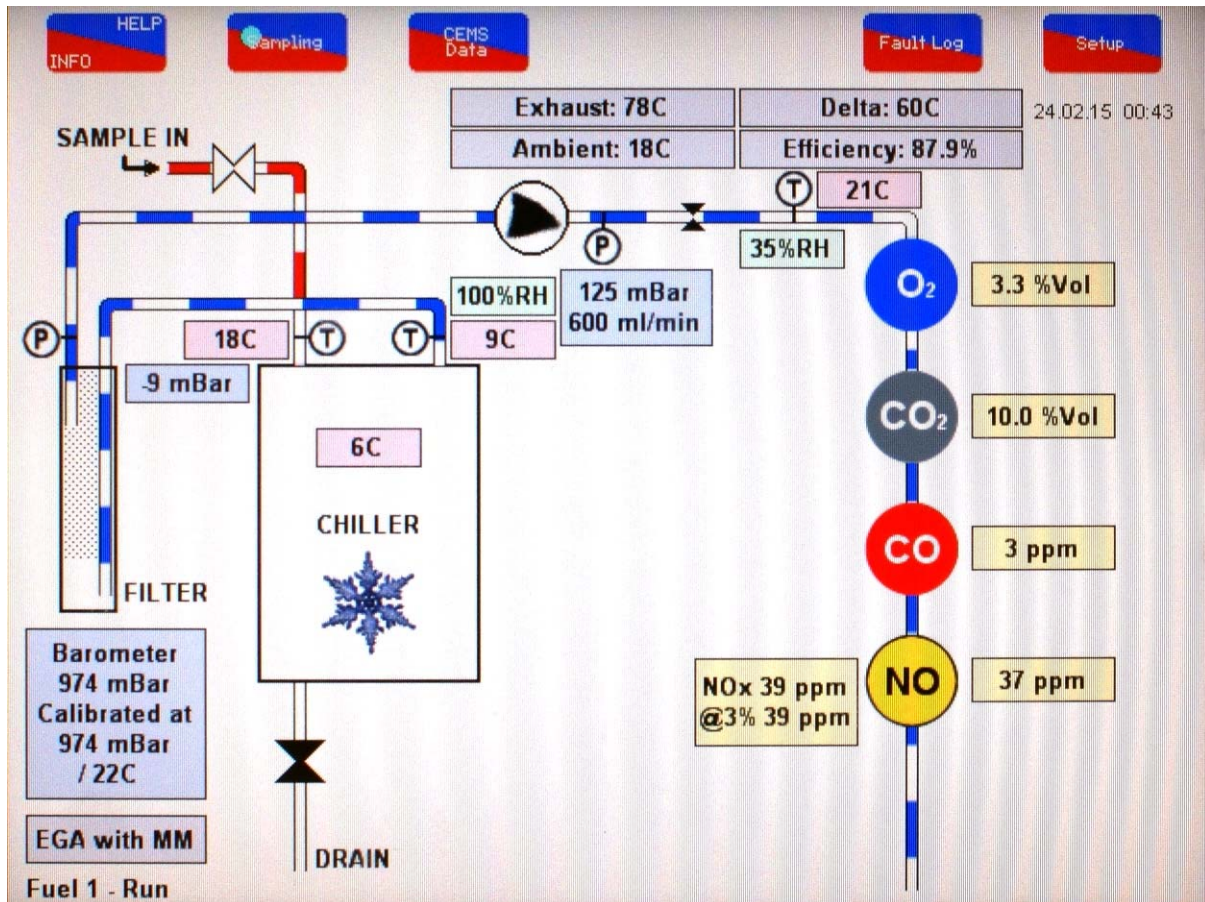 HELP
INFO
Sampling
CEMS
Data
Fault Log
Setup
Exhaust: 78C
Delta: 60C
24.02.15 00:43
Ambient: 18C
Efficiency: 87.9%
SAMPLE IN
T
21C
P
35%RH
O2
3.3 %Vol
100%RH
125 mBar
600 ml/min
P
18C
T
T
9C
-9 mBar
CO2
10.0 %Vol
6C
CHILLER
CO
3 ppm
FILTER
Barometer
974 mBar
Calibrated at
974 mBar
/ 22C
NOx 39 ppm
@3% 39 ppm
NO
37 ppm
EGA with MM
DRAIN
Fuel 1 - Run